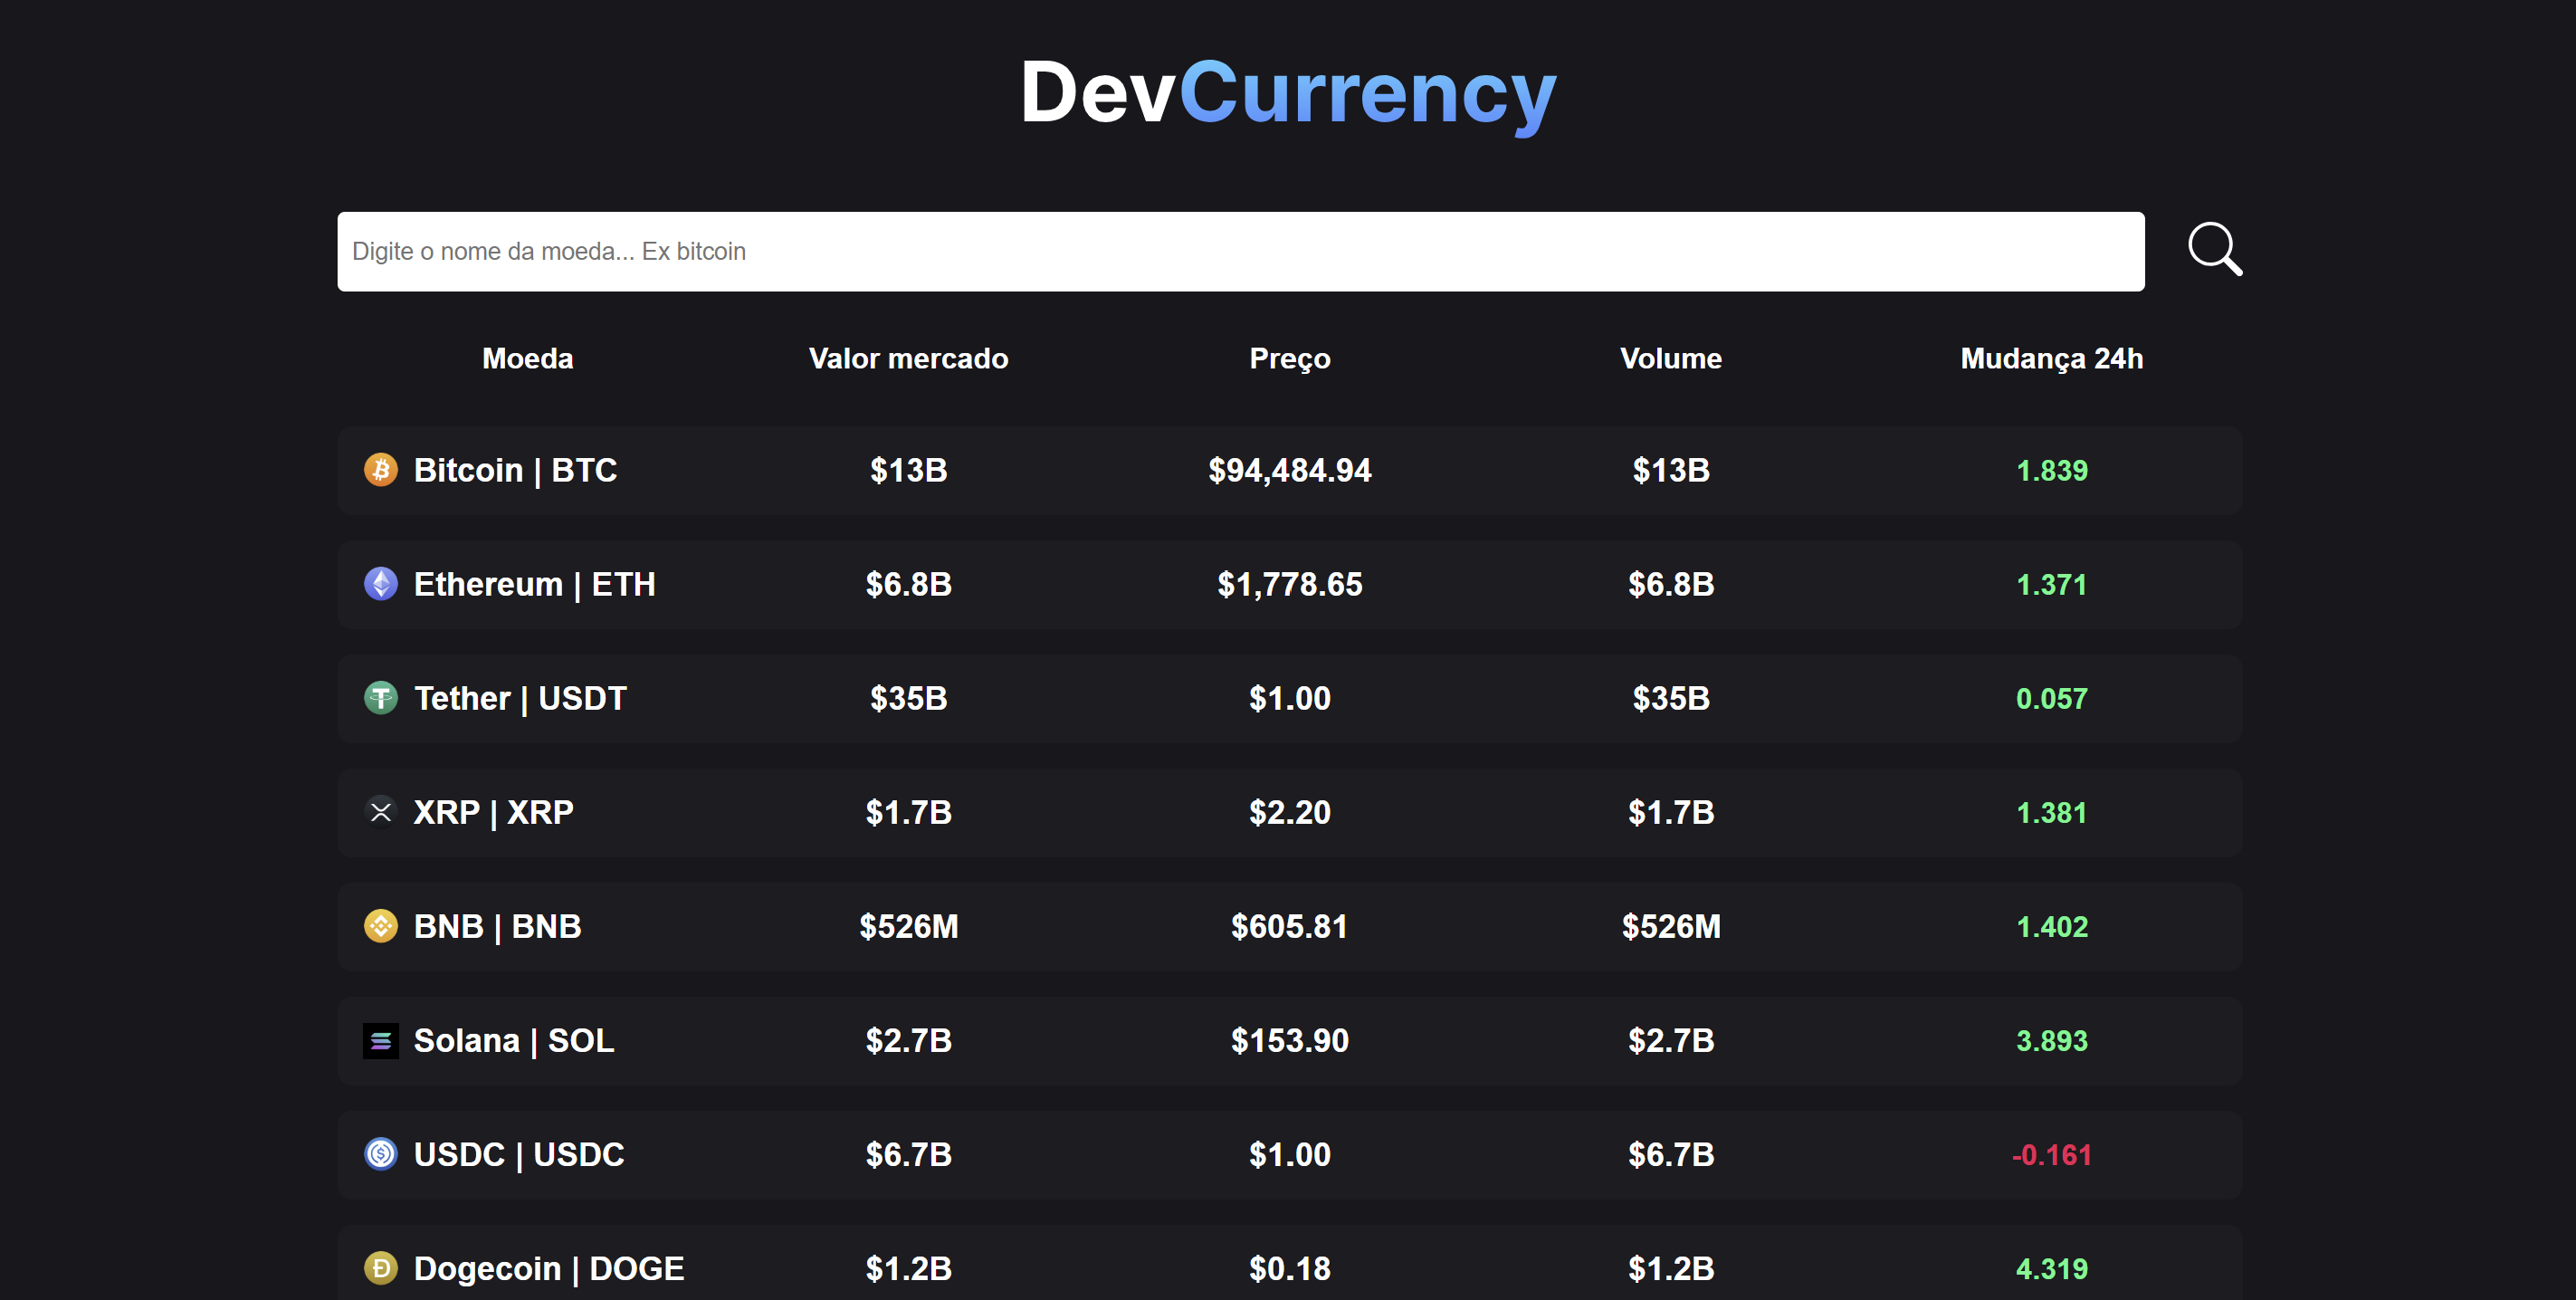 DevCurrency
Digite o nome da moeda... Ex bitcoin
Moeda Valor mercado Preço Volume Mudança 24h
Bitcoin | BTC $13B $94,484.94 $13B 1.839
Ethereum | ETH $6.8B $1,778.65 $6.8B 1.371
Tether | USDT $35B $1.00 $35B 0.057
XRP | XRP $1.7B $2.20 $1.7B 1.381
BNB | BNB $526M $605.81 $526M 1.402
Solana | SOL $2.7B $153.90 $2.7B 3.893
USDC | USDC $6.7B $1.00 $6.7B -0.161
Dogecoin | DOGE $1.2B $0.18 $1.2B 4.319